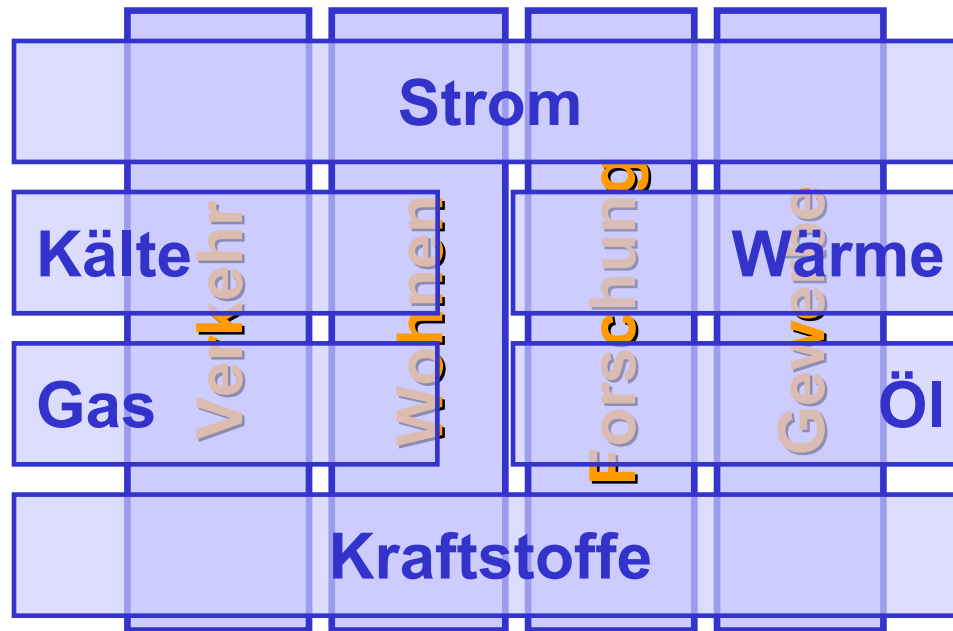 Strom
Kälte
Wärme
Verkehr
Wohnen
Forschung
Gewerbe
Gas
Öl
Kraftstoffe